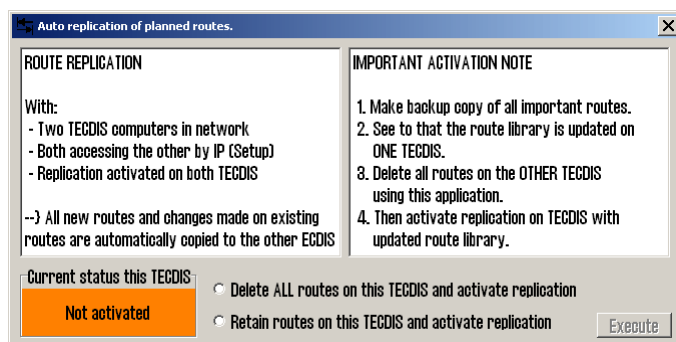 Auto replication of planned routes.
ROUTE REPLICATION
With:
- Two TECDIS computers in network
- Both accessing the other by IP (Setup)
- Replication activated on both TECDIS
--} All new routes and changes made on existing
routes are automatically copied to the other ECDIS
IMPORTANT ACTIVATION NOTE
1. Make backup copy of all important routes.
2. See to that the route library is updated on
ONE TECDIS.
3. Delete all routes on the OTHER TECDIS
using this application.
4. Then activate replication on TECDIS with
updated route library.
Current status this TECDIS
Not activated
Delete ALL routes on this TECDIS and activate replication
Retain routes on this TECDIS and activate replication
Execute